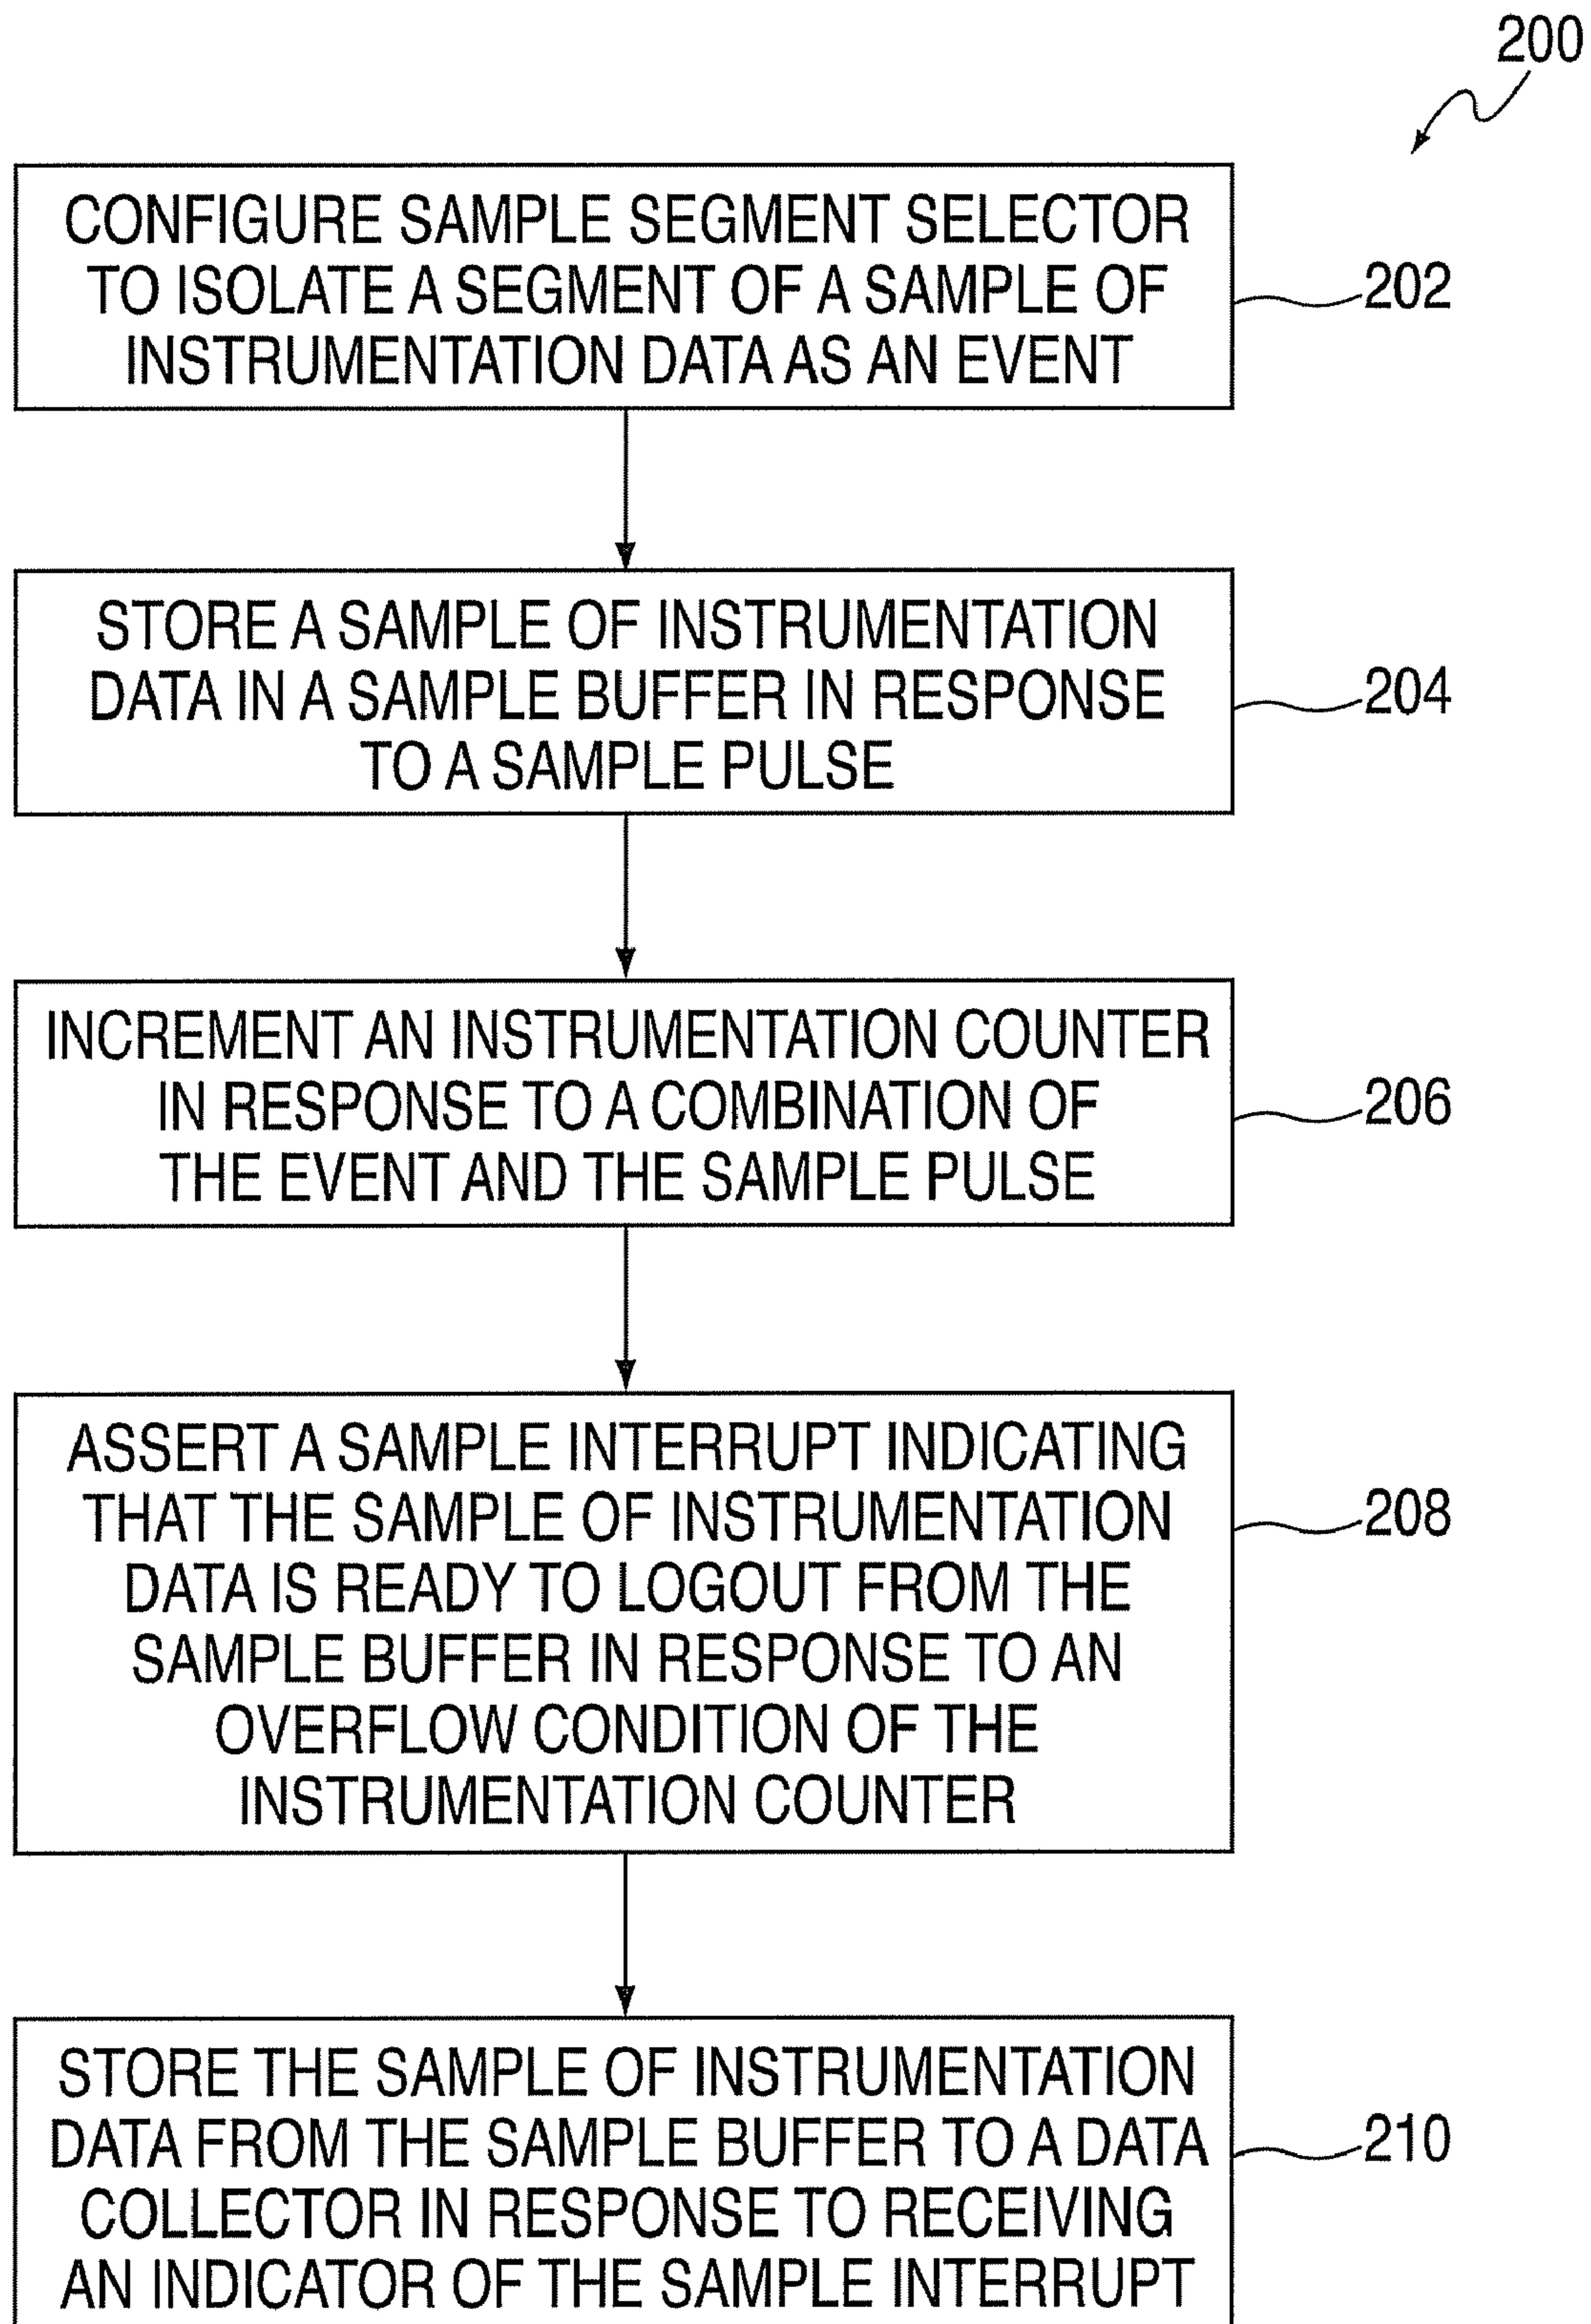 200
CONFIGURE SAMPLE SEGMENT SELECTOR
TO ISOLATE A SEGMENT OF A SAMPLE OF
INSTRUMENTATION DATA AS AN EVENT
202
STORE A SAMPLE OF INSTRUMENTATION
DATA IN A SAMPLE BUFFER IN RESPONSE
TO A SAMPLE PULSE
204
INCREMENT AN INSTRUMENTATION COUNTER
IN RESPONSE TO A COMBINATION OF
THE EVENT AND THE SAMPLE PULSE
206
ASSERT A SAMPLE INTERRUPT INDICATING
THAT THE SAMPLE OF INSTRUMENTATION
DATA IS READY TO LOGOUT FROM THE
SAMPLE BUFFER IN RESPONSE TO AN
OVERFLOW CONDITION OF THE
INSTRUMENTATION COUNTER
208
STORE THE SAMPLE OF INSTRUMENTATION
DATA FROM THE SAMPLE BUFFER TO A DATA
COLLECTOR IN RESPONSE TO RECEIVING
AN INDICATOR OF THE SAMPLE INTERRUPT
210